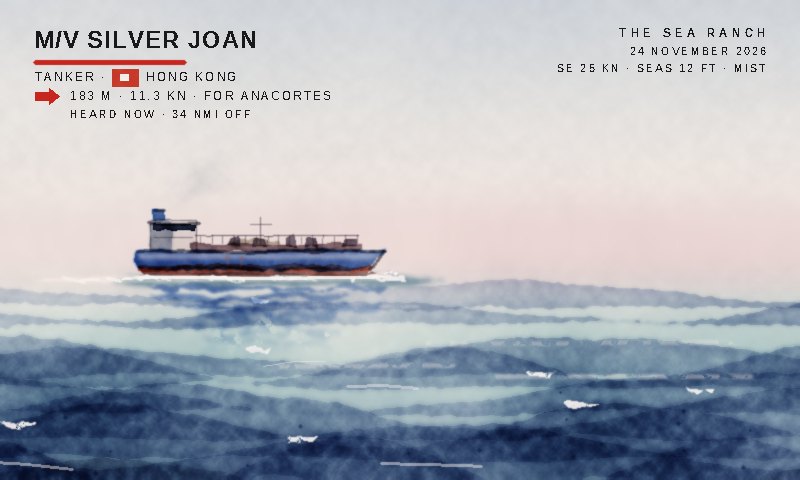 M/V SILVER JOAN
TANKER · HONG KONG
183 M · 11.3 KN · FOR ANACORTES
HEARD NOW · 34 NMI OFF
THE SEA RANCH
24 NOVEMBER 2026
SE 25 KN · SEAS 12 FT · MIST